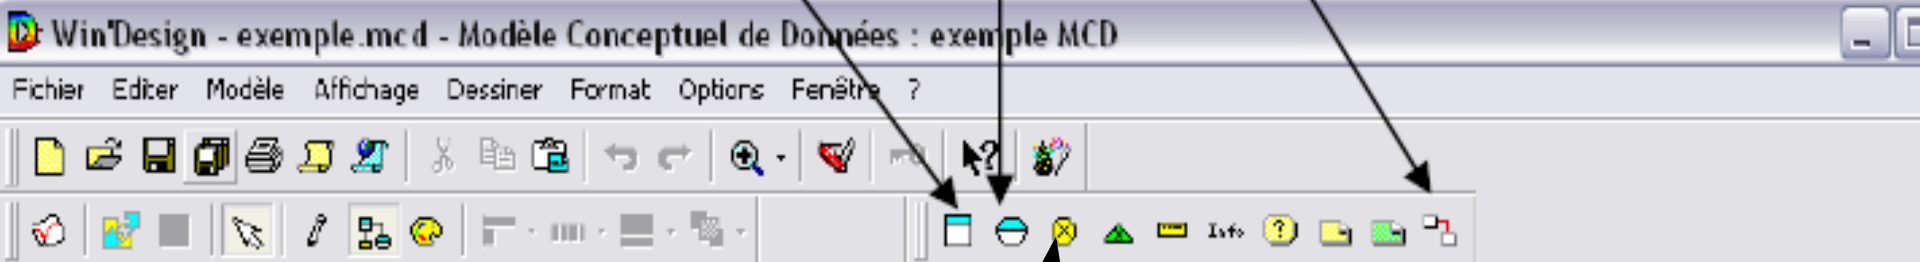 Win'Design - exemple.mcd - Modèle Conceptuel de Données : exemple MCD
Fichier Editer Modèle Affichage Dessiner Format Options Fenêtre ?
Info